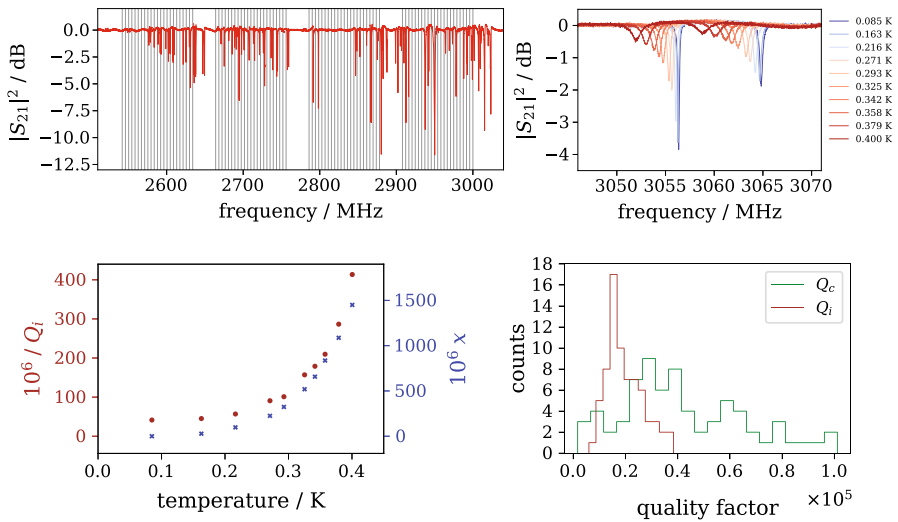 0.0
−2.5
−5.0
−7.5
−10.0
−12.5
|S21|² / dB
2600 2700 2800 2900 3000
frequency / MHz
0
−1
−2
−3
−4
|S21|² / dB
3050 3055 3060 3065 3070
frequency / MHz
0.085 K
0.163 K
0.216 K
0.271 K
0.293 K
0.325 K
0.342 K
0.358 K
0.379 K
0.400 K
400
300
200
100
0
10⁶ / Qi
1500
1000
500
0
10⁶ x
0.0 0.1 0.2 0.3 0.4
temperature / K
18
16
14
12
10
8
6
4
2
0
counts
Qc
Qi
0.0 0.2 0.4 0.6 0.8 1.0
×10⁵
quality factor